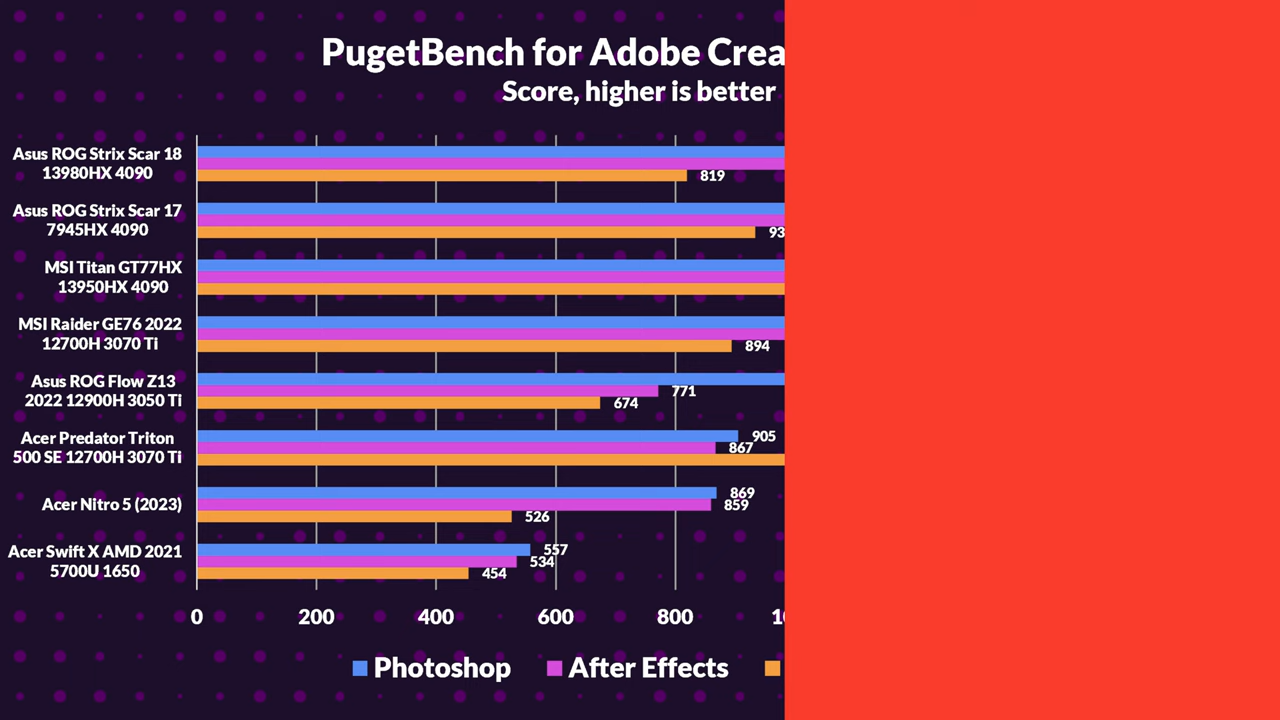 PugetBench for Adobe
Score, higher is better
Asus ROG Strix Scar 18
13980HX 4090
819
Asus ROG Strix Scar 17
7945HX 4090
MSI Titan GT77HX
13950HX 4090
MSI Raider GE76 2022
12700H 3070 Ti
894
Asus ROG Flow Z13
2022 12900H 3050 Ti
771
674
Acer Predator Triton
500 SE 12700H 3070 Ti
905
867
Acer Nitro 5 (2023)
869
859
526
Acer Swift X AMD 2021
5700U 1650
557
534
454
0 200 400 600 800
Photoshop After Effects